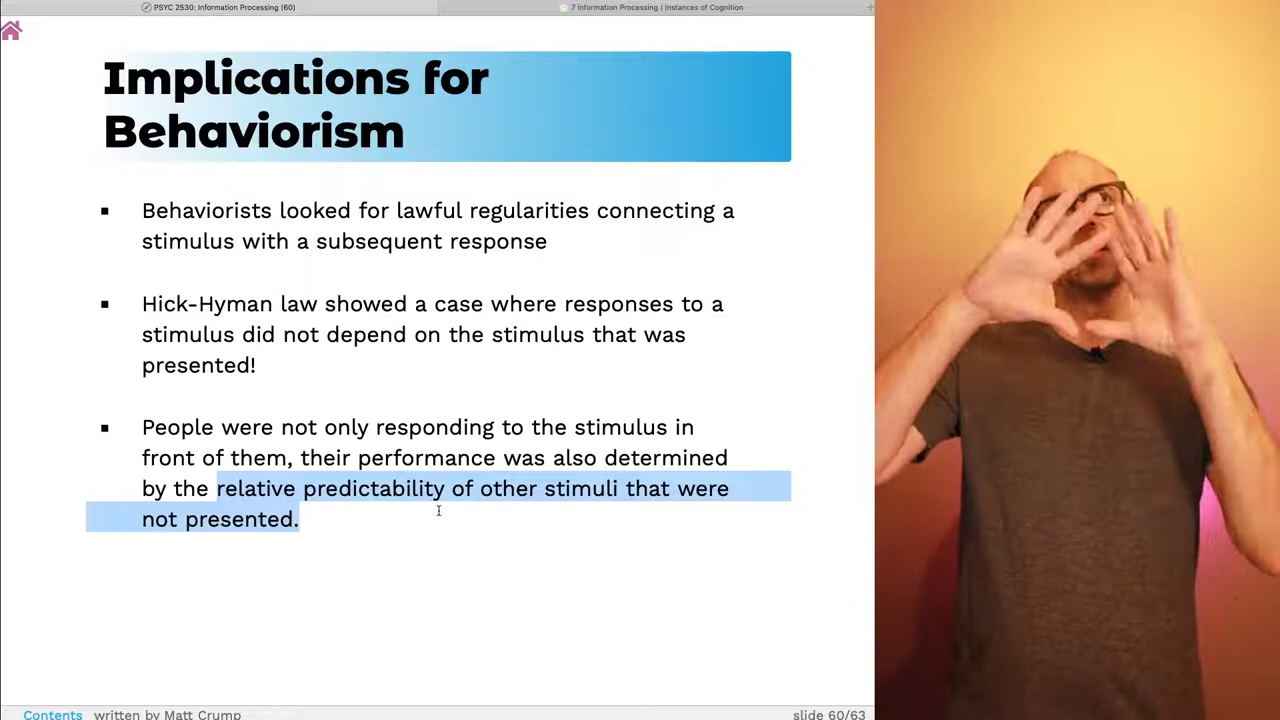 PSYC 2530: Information Processing (60)
7 Information Processing | Instances of Cognition
Implications for
Behaviorism
Behaviorists looked for lawful regularities connecting a
stimulus with a subsequent response
Hick-Hyman law showed a case where responses to a
stimulus did not depend on the stimulus that was
presented!
People were not only responding to the stimulus in
front of them, their performance was also determined
by the relative predictability of other stimuli that were
not presented.
Contents written by Matt Crump
slide 60/63